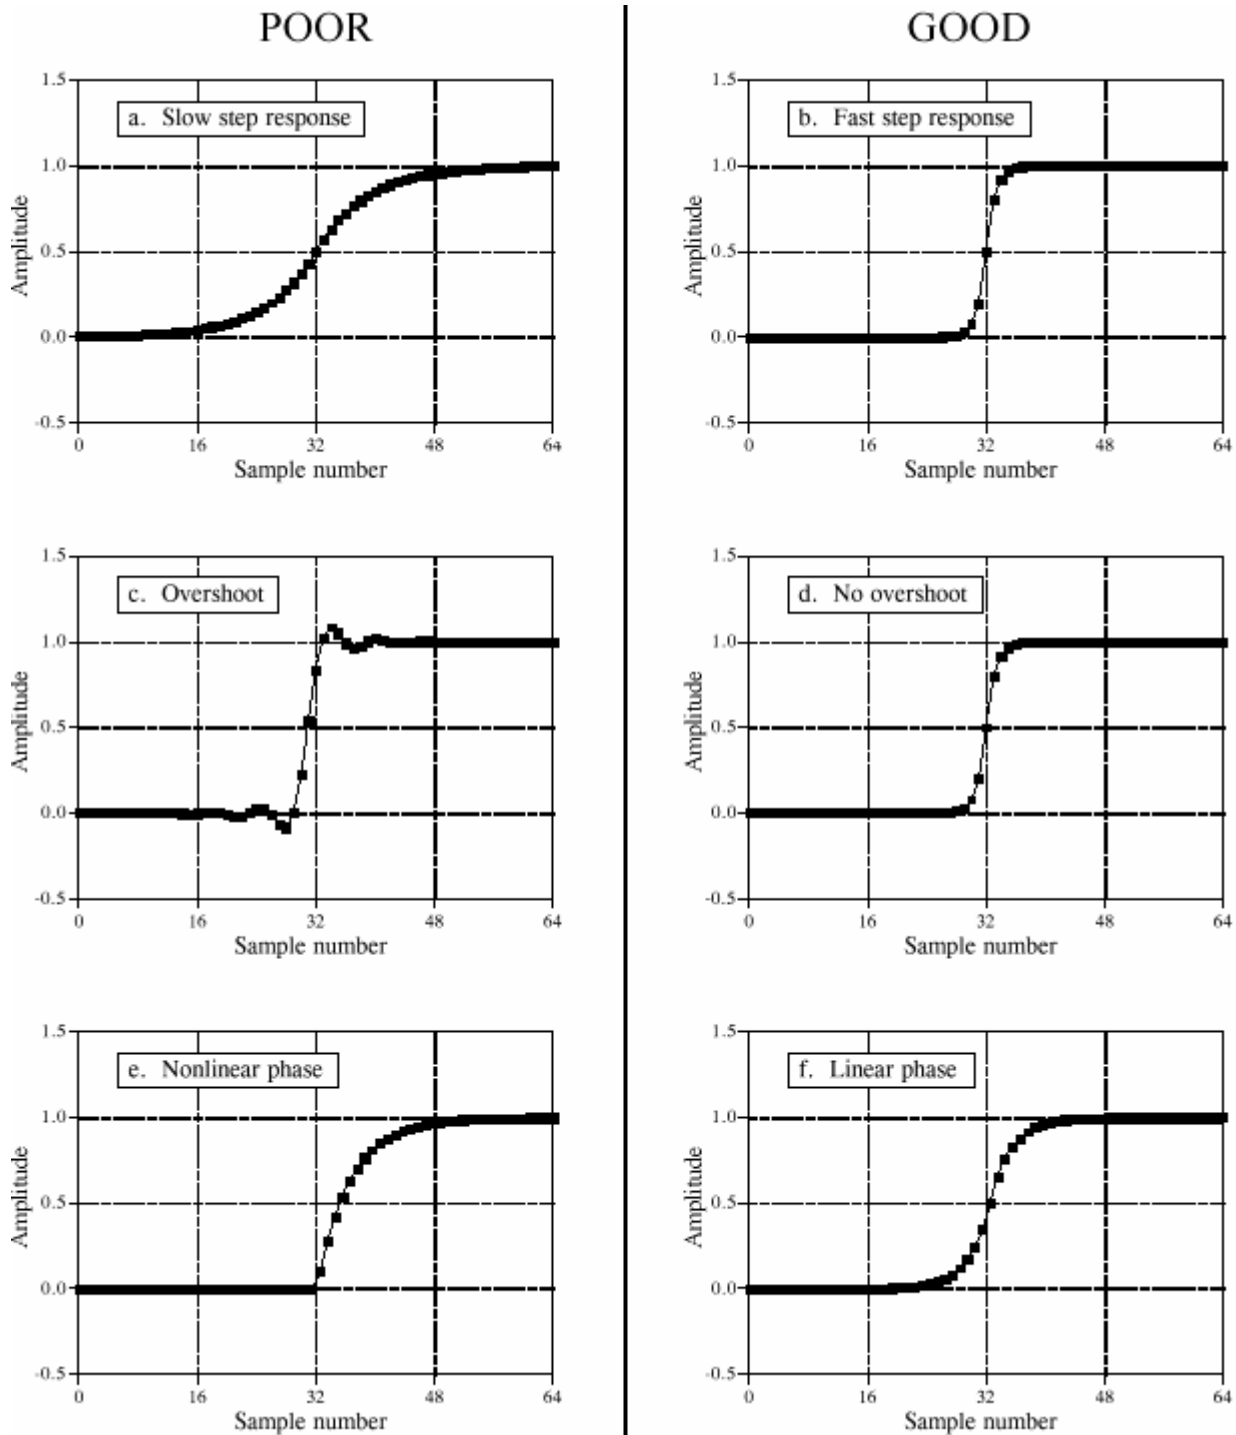 POOR
GOOD
1.5
a. Slow step response
1.0
0.5
0.0
-0.5
Amplitude
0 16 32 48 64
Sample number
1.5
b. Fast step response
1.0
0.5
0.0
-0.5
Amplitude
0 16 32 48 64
Sample number
1.5
c. Overshoot
1.0
0.5
0.0
-0.5
Amplitude
0 16 32 48 64
Sample number
1.5
d. No overshoot
1.0
0.5
0.0
-0.5
Amplitude
0 16 32 48 64
Sample number
1.5
e. Nonlinear phase
1.0
0.5
0.0
-0.5
Amplitude
0 16 32 48 64
Sample number
1.5
f. Linear phase
1.0
0.5
0.0
-0.5
Amplitude
0 16 32 48 64
Sample number